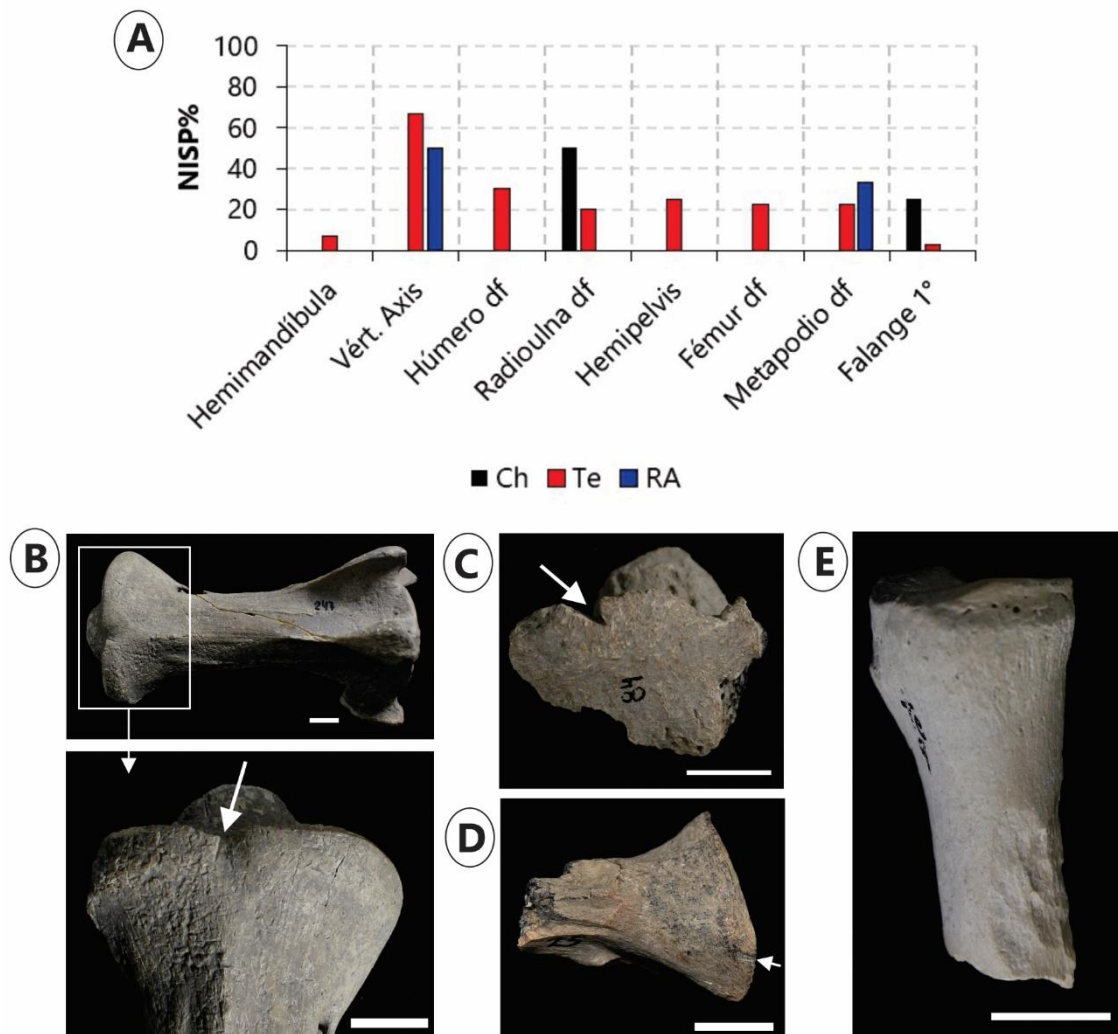 A
NISP%
100
80
60
40
20
0
Hemimandíbula
Vért. Axis
Húmero df
Radioulna df
Hemipelvis
Fémur df
Metapodio df
Falange 1°
Ch Te RA
B
247
C
D
E